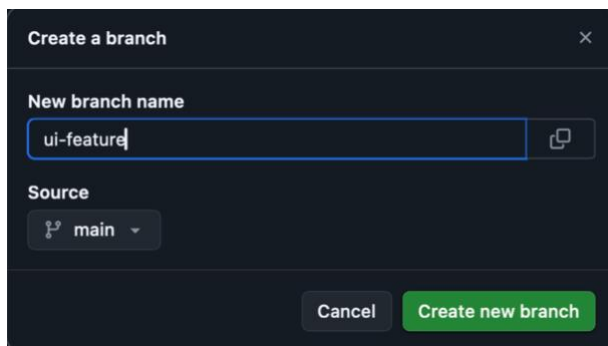 Create a branch
New branch name
ui-feature
Source
main
Cancel Create new branch